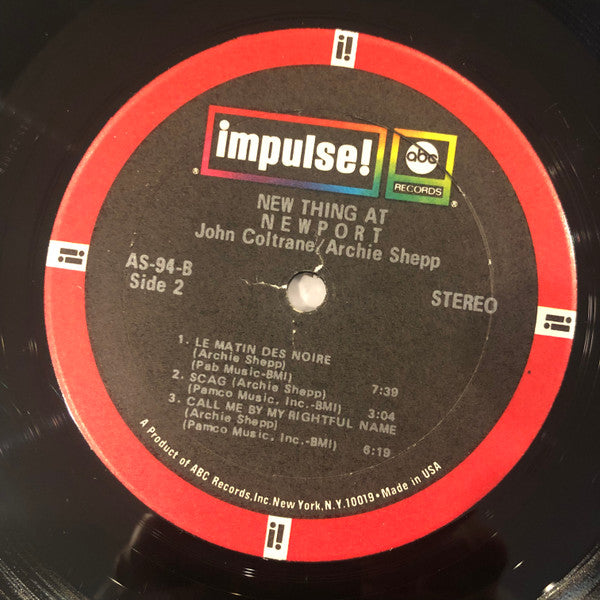 i!
impulse!
abc
RECORDS
®
®
NEW THING AT
NEWPORT
John Coltrane/Archie Shepp
AS-94-B
Side 2
STEREO
i!
i!
1. LE MATIN DES NOIRE
(Archie Shepp)
(Pab Music-BMI) 7:39
2. SCAG (Archie Shepp)
(Pamco Music, Inc.-BMI) 3:04
3. CALL ME BY MY RIGHTFUL NAME
(Archie Shepp)
(Pamco Music, Inc.-BMI) 6:19
A Product of ABC Records, Inc. New York, N.Y. 10019 • Made in USA
i!